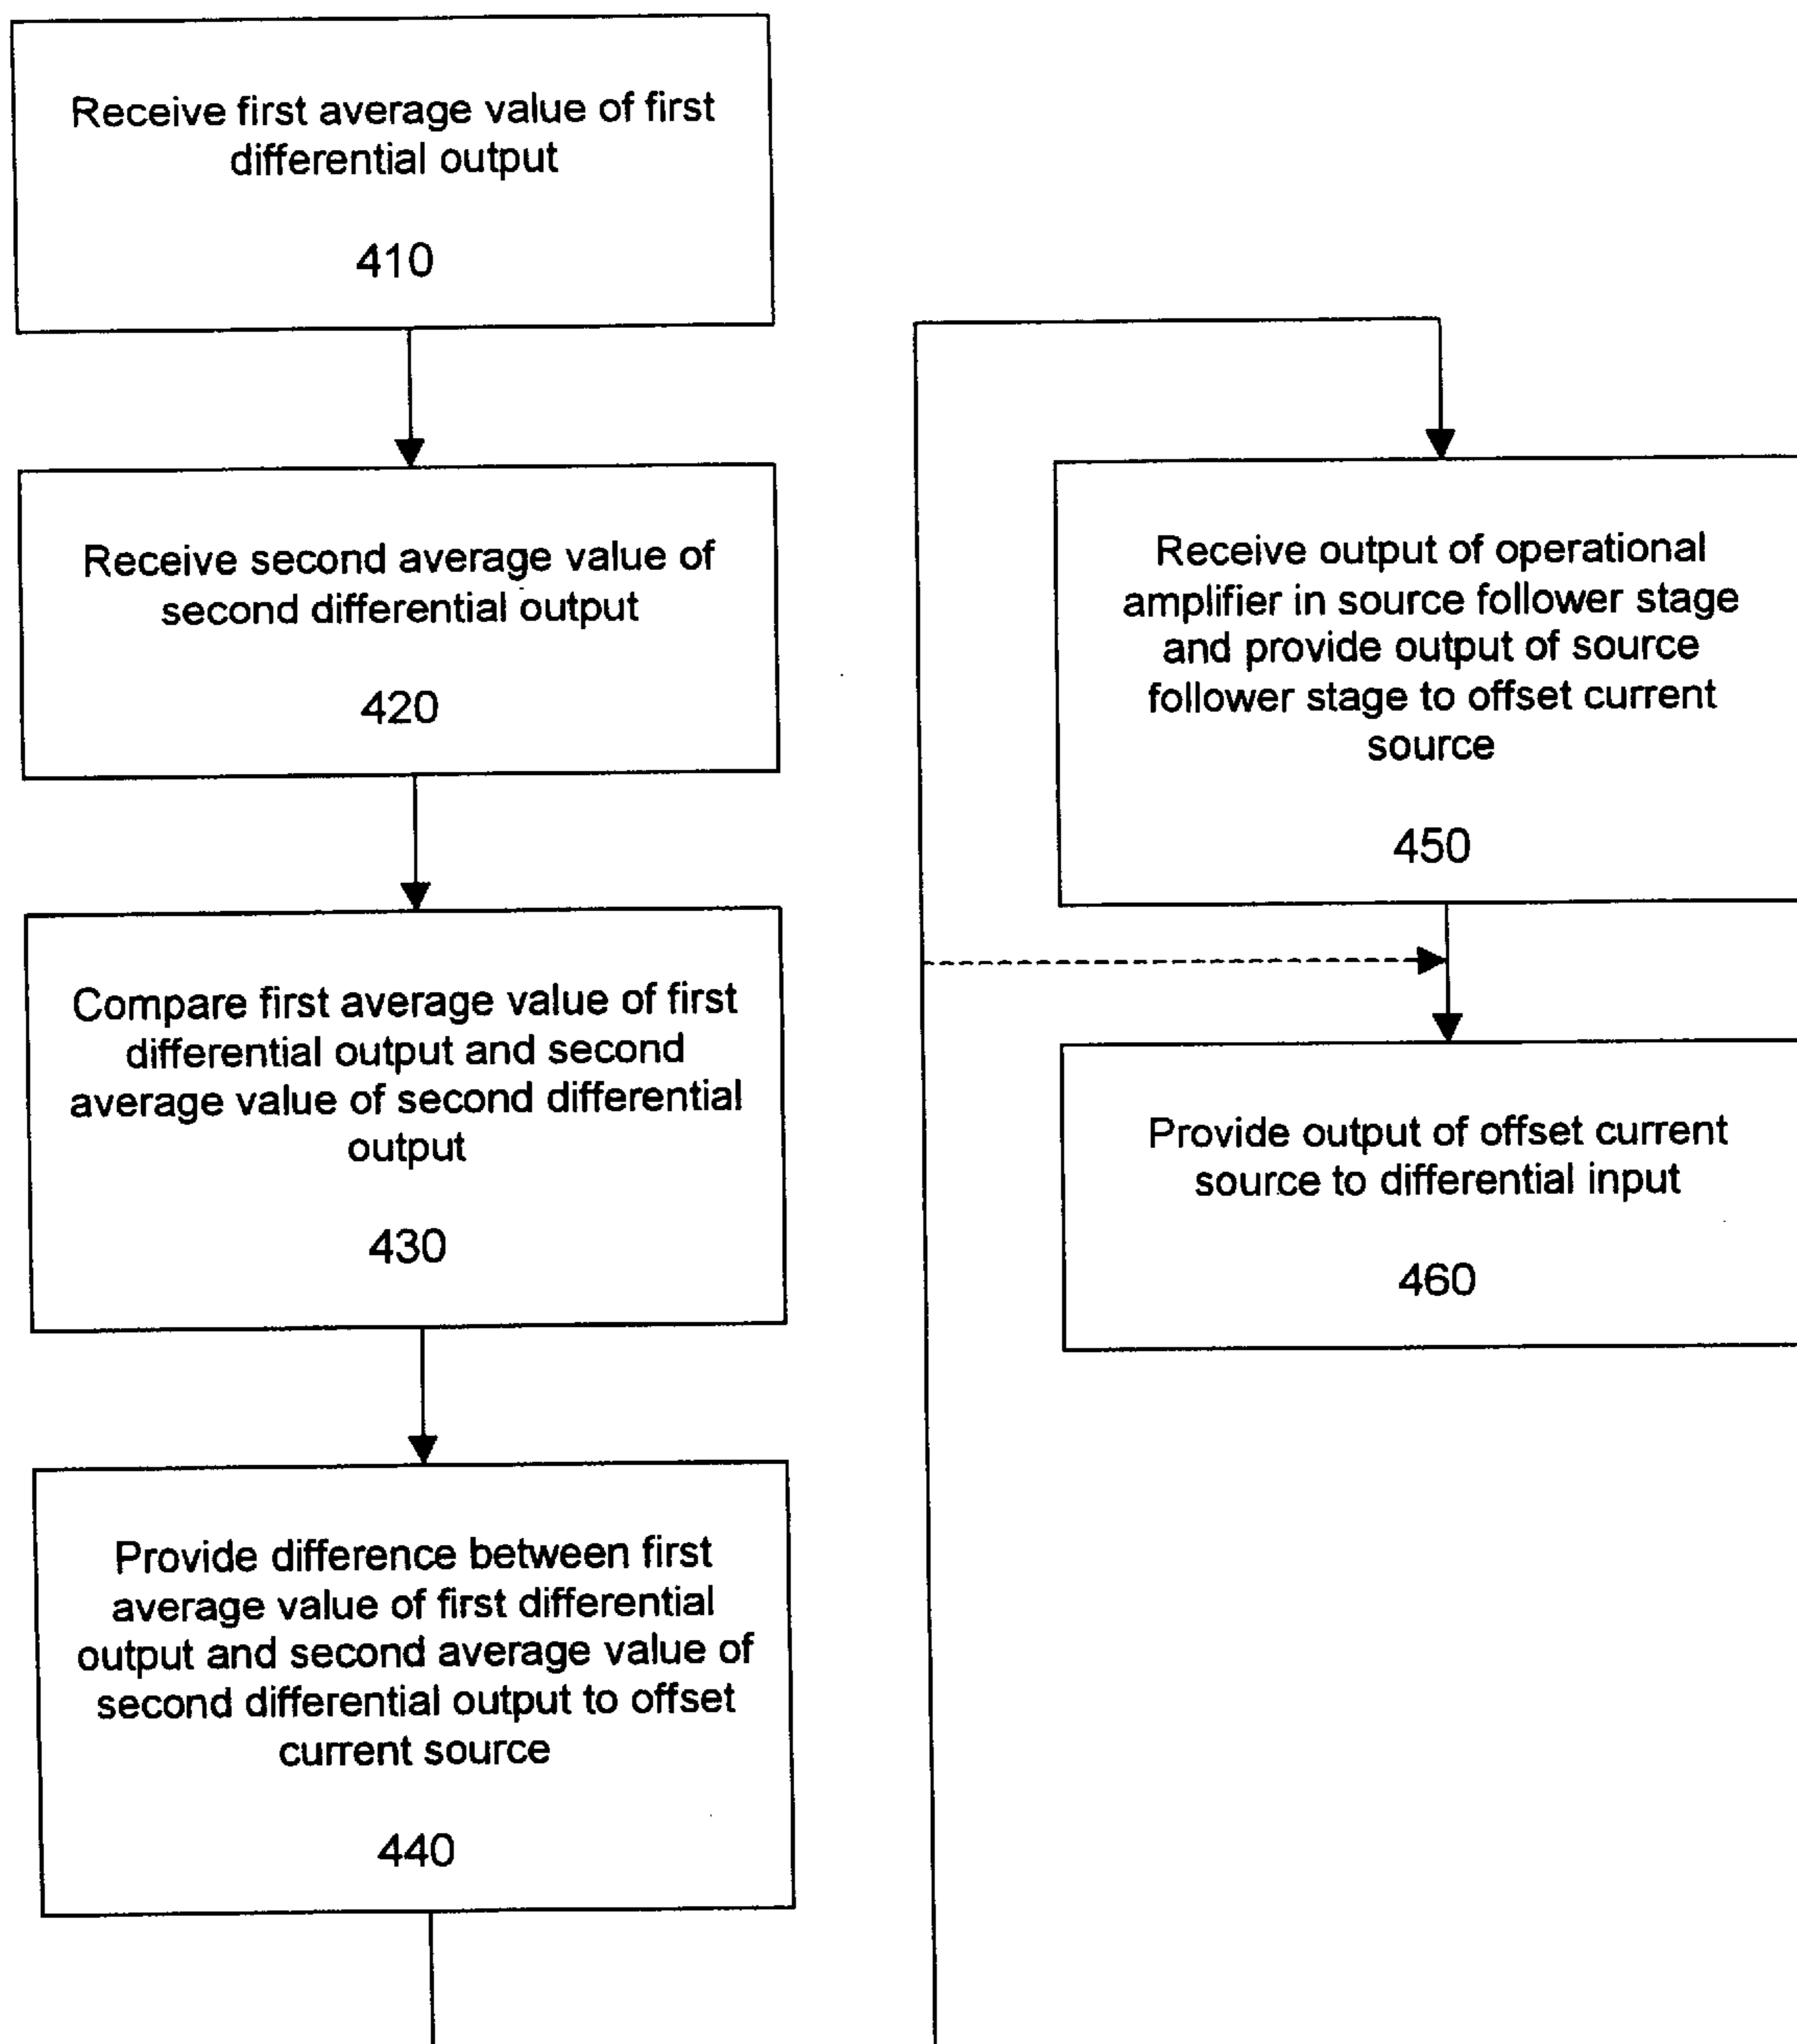 Receive first average value of first
differential output
410
Receive second average value of
second differential output
420
Compare first average value of first
differential output and second
average value of second differential
output
430
Provide difference between first
average value of first differential
output and second average value of
second differential output to offset
current source
440
Receive output of operational
amplifier in source follower stage
and provide output of source
follower stage to offset current
source
450
Provide output of offset current
source to differential input
460